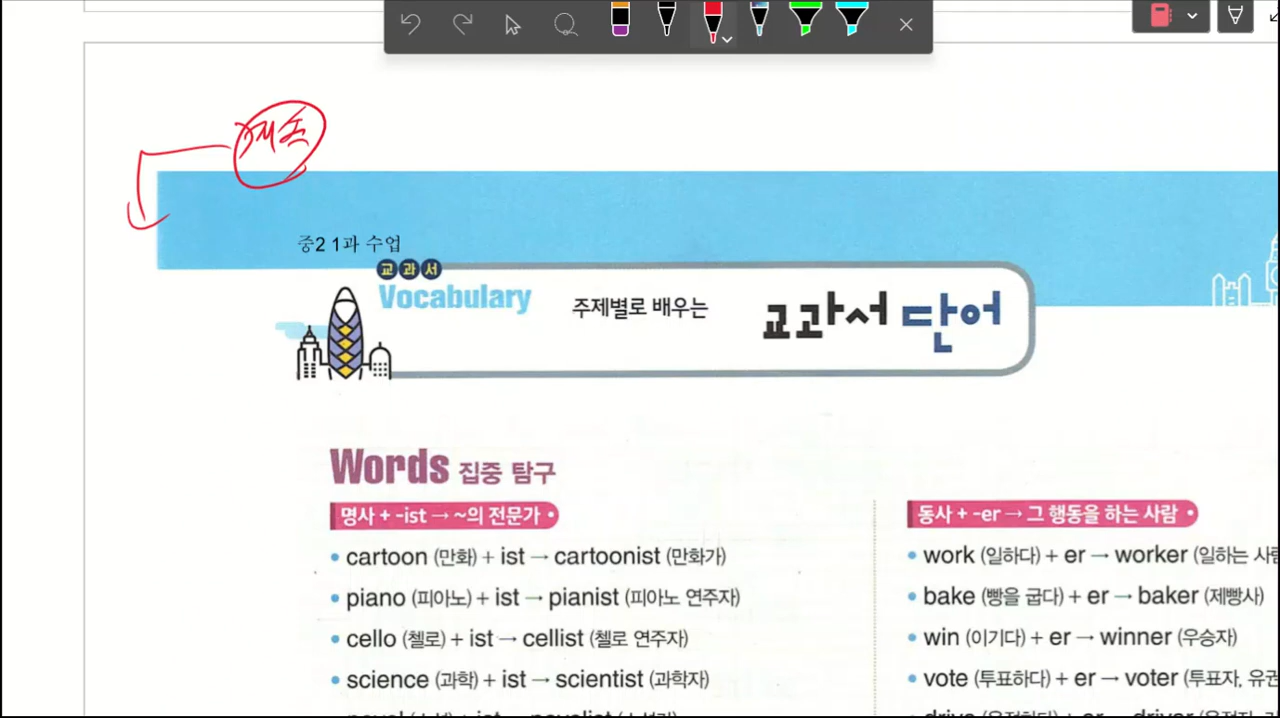 중2 1과 수업
교과서
Vocabulary 주제별로 배우는 교과서 단어
Words 집중 탐구
명사 + -ist → ~의 전문가
• cartoon (만화) + ist → cartoonist (만화가)
• piano (피아노) + ist → pianist (피아노 연주자)
• cello (첼로) + ist → cellist (첼로 연주자)
• science (과학) + ist → scientist (과학자)
동사 + -er → 그 행동을 하는 사람
• work (일하다) + er → worker (일하는
• bake (빵을 굽다) + er → baker (제빵사)
• win (이기다) + er → winner (우승자)
• vote (투표하다) + er → voter (투표자, 유권